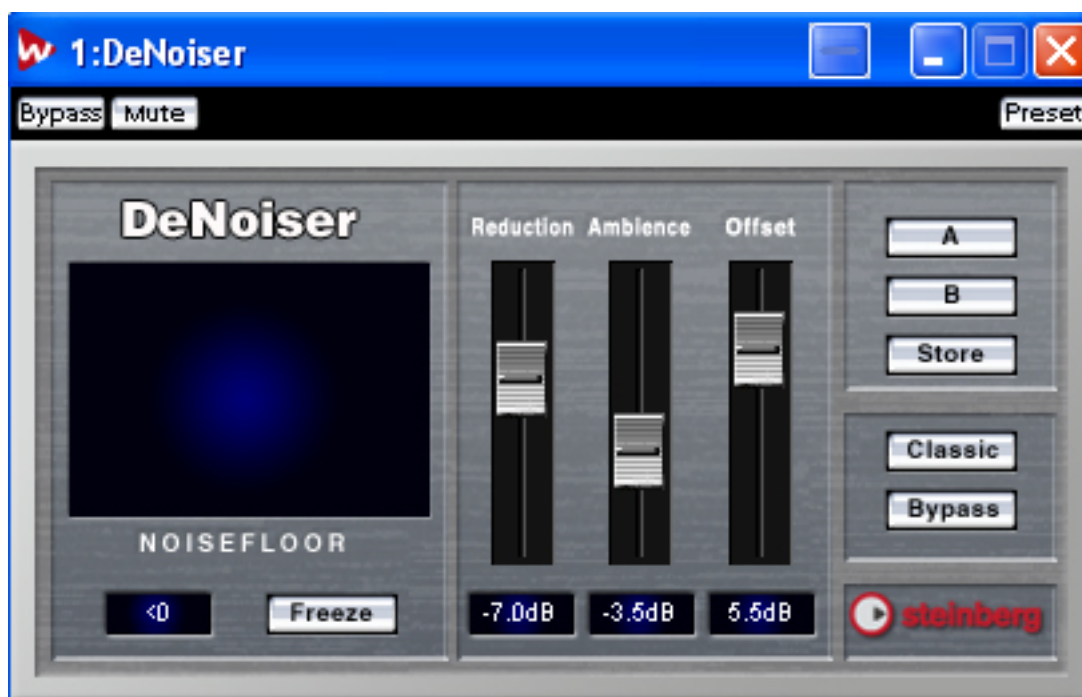 1:DeNoiser
Bypass Mute Preset
DeNoiser
NOISEFLOOR
<0 Freeze
Reduction Ambience Offset
-7.0dB -3.5dB 5.5dB
A
B
Store
Classic
Bypass
steinberg